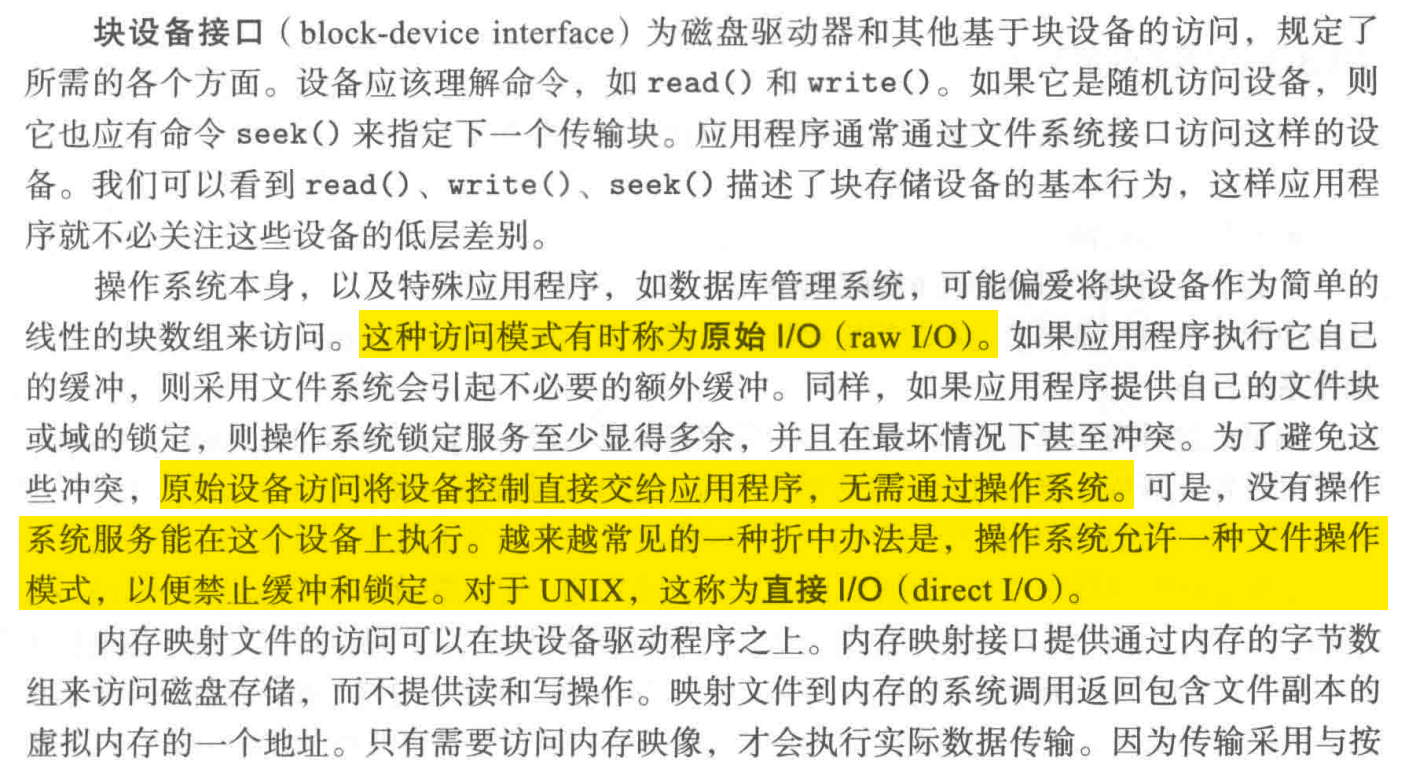 块设备接口（block-device interface）为磁盘驱动器和其他基于块设备的访问，规定了
所需的各个方面。设备应该理解命令，如 read() 和 write()。如果它是随机访问设备，则
它也应有命令 seek() 来指定下一个传输块。应用程序通常通过文件系统接口访问这样的设
备。我们可以看到 read()、write()、seek() 描述了块存储设备的基本行为，这样应用程
序就不必关注这些设备的低层差别。
操作系统本身，以及特殊应用程序，如数据库管理系统，可能偏爱将块设备作为简单的
线性的块数组来访问。这种访问模式有时称为原始 I/O（raw I/O）。如果应用程序执行它自己
的缓冲，则采用文件系统会引起不必要的额外缓冲。同样，如果应用程序提供自己的文件块
或域的锁定，则操作系统锁定服务至少显得多余，并且在最坏情况下甚至冲突。为了避免这
些冲突，原始设备访问将设备控制直接交给应用程序，无需通过操作系统。可是，没有操作
系统服务能在这个设备上执行。越来越常见的一种折中办法是，操作系统允许一种文件操作
模式，以便禁止缓冲和锁定。对于 UNIX，这称为直接 I/O（direct I/O）。
内存映射文件的访问可以在块设备驱动程序之上。内存映射接口提供通过内存的字节数
组来访问磁盘存储，而不提供读和写操作。映射文件到内存的系统调用返回包含文件副本的
虚拟内存的一个地址。只有需要访问内存映像，才会执行实际数据传输。因为传输采用与按